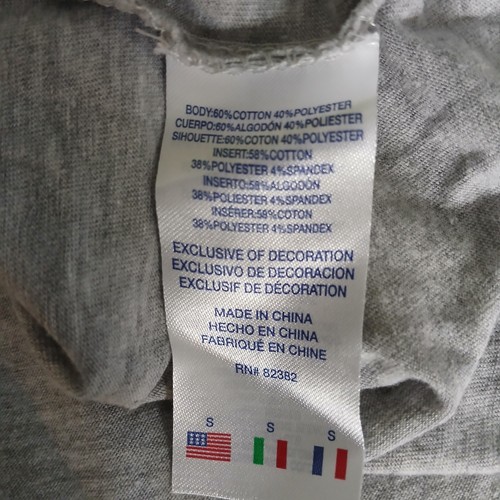 BODY:60%COTTON 40%POLYESTER
CUERPO:60%ALGODÓN 40%POLIESTER
SIHOUETTE:60%COTON 40%POLYESTER
INSERT:58%COTTON
38%POLYESTER 4%SPANDEX
INSERTO:58%ALGODÓN
38%POLIESTER 4%SPANDEX
INSÉRER:58%COTON
38%POLYESTER 4%SPANDEX
EXCLUSIVE OF DECORATION
EXCLUSIVO DE DECORACION
EXCLUSIF DE DÉCORATION
MADE IN CHINA
HECHO EN CHINA
FABRIQUÉ EN CHINE
RN# 82382
S S S